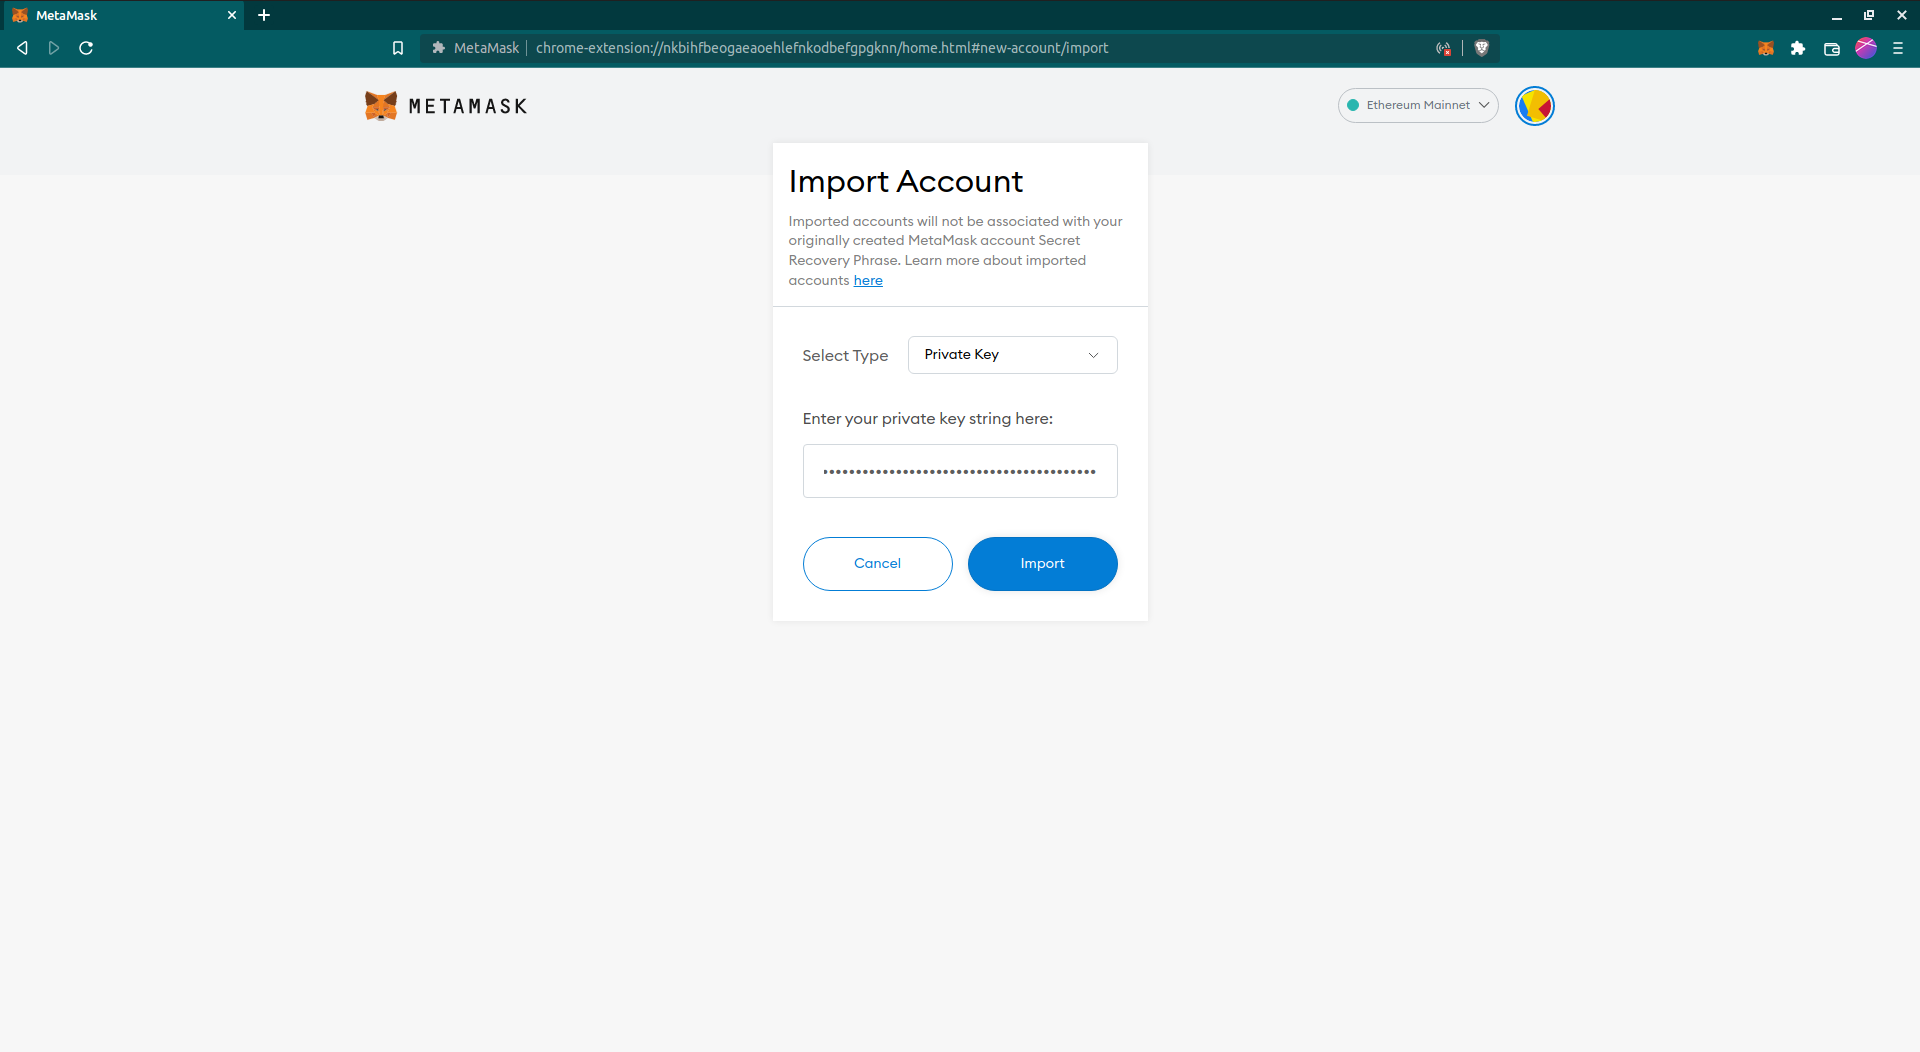 MetaMask
MetaMask
chrome-extension://nkbihfbeogaeaoehlefnkodbefgpgknn/home.html#new-account/import
METAMASK
Ethereum Mainnet
Import Account
Imported accounts will not be associated with your
originally created MetaMask account Secret
Recovery Phrase. Learn more about imported
accounts here
Select Type
Private Key
Enter your private key string here:
Cancel
Import